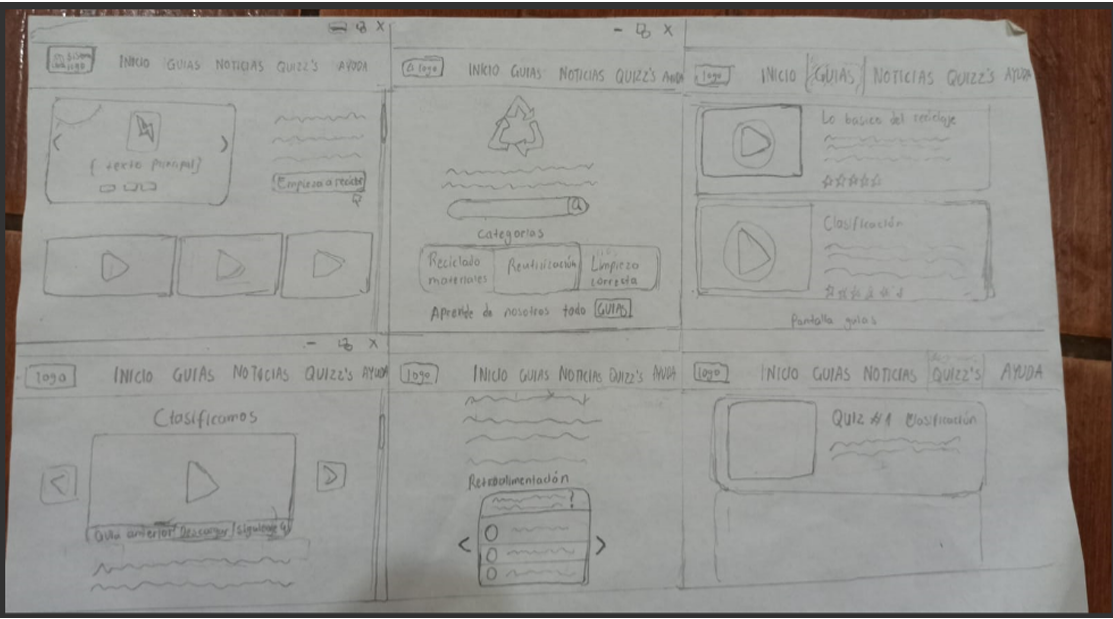 INICIO GUIAS NOTICIAS QUIZZ'S AYUDA
{ texto principal }
Empieza a reciclar
logo INICIO GUIAS NOTICIAS QUIZZ'S AYUDA
Categorias
Reciclado materiales
Reutilización
Limpieza correcta
Aprende de nosotros todo GUIAS
logo INICIO GUIAS NOTICIAS QUIZZ'S AYUDA
Lo basico del reciclaje
Clasificación
Pantalla guias
logo INICIO GUIAS NOTICIAS QUIZZ'S AYUDA
Clasificamos
Guia anterior Descargar siguiente
logo INICIO GUIAS NOTICIAS QUIZZ'S AYUDA
Retroalimentación
?
logo INICIO GUIAS NOTICIAS QUIZZ'S AYUDA
QUIZ #1 Clasificación